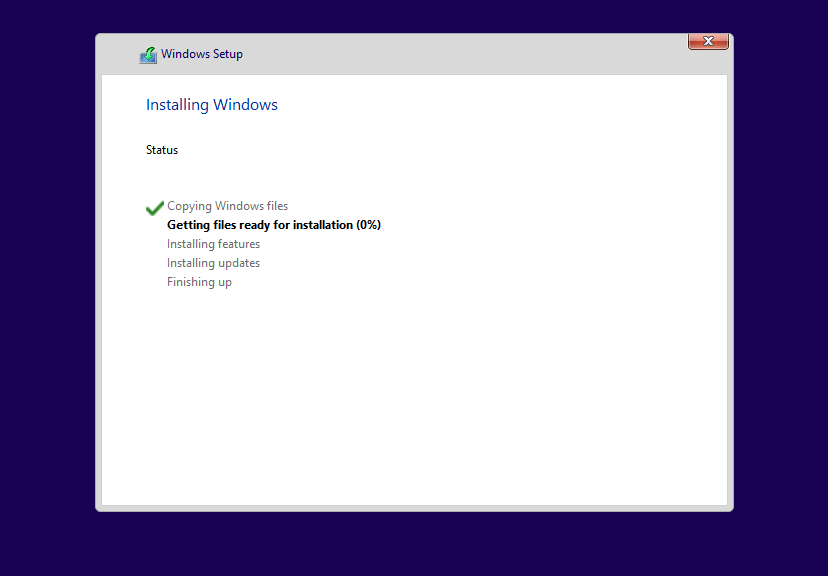 Windows Setup
Installing Windows
Status
Copying Windows files
Getting files ready for installation (0%)
Installing features
Installing updates
Finishing up